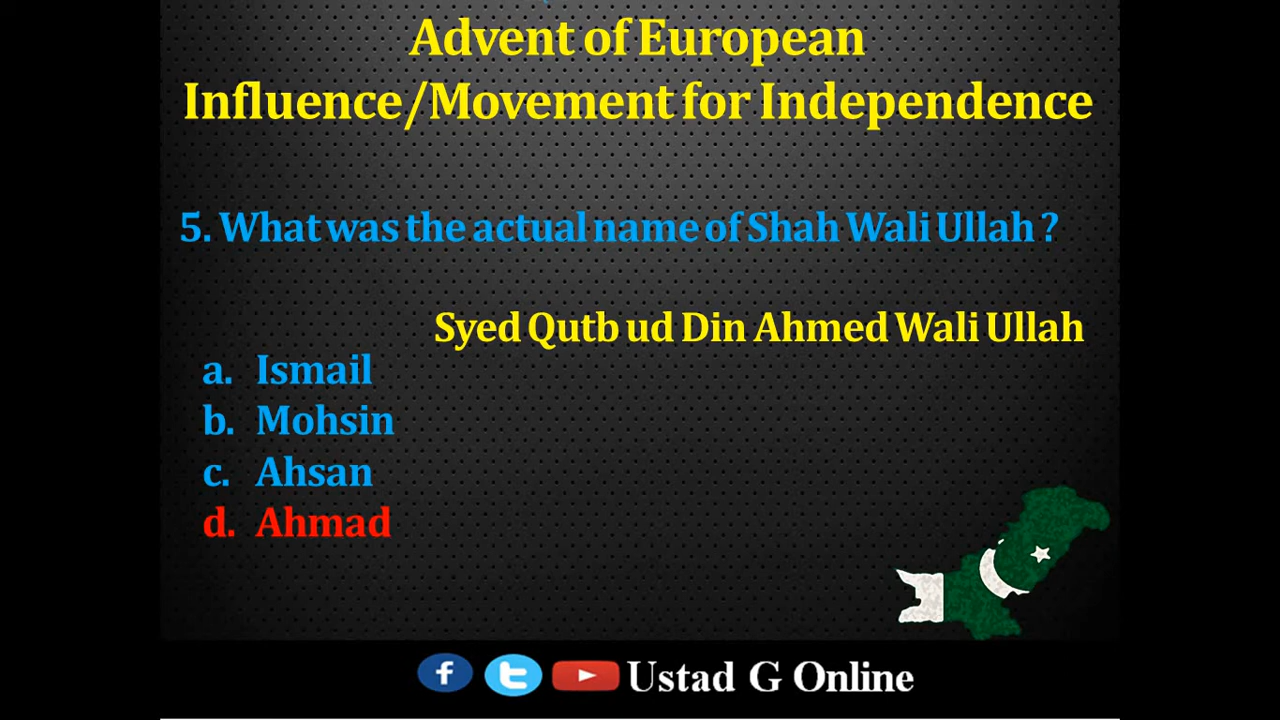 Advent of European
Influence/Movement for Independence
5. What was the actual name of Shah Wali Ullah ?
Syed Qutb ud Din Ahmed Wali Ullah
a. Ismail
b. Mohsin
c. Ahsan
d. Ahmad
Ustad G Online